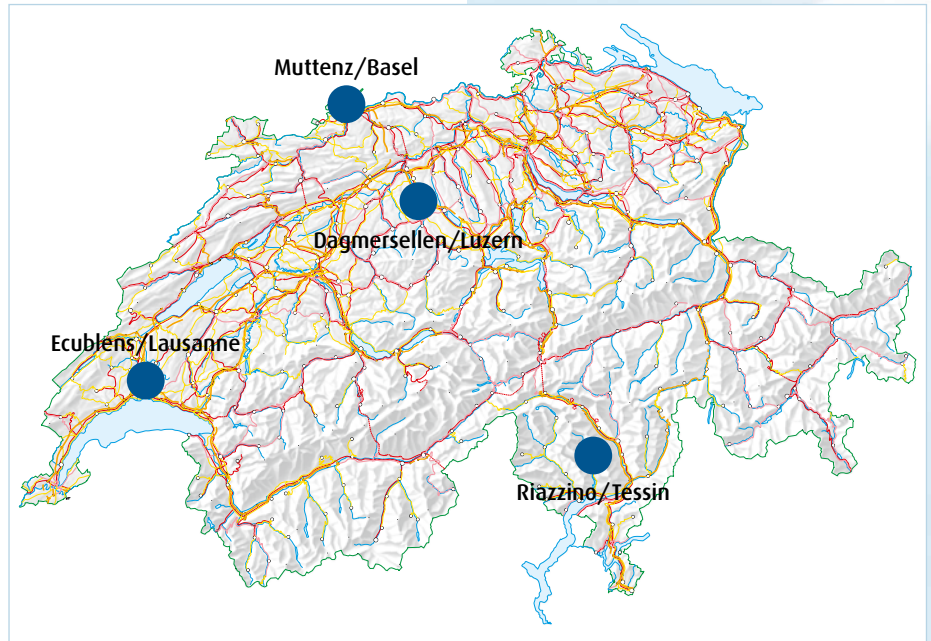 Muttenz/Basel
Dagmersellen/Luzern
Ecublens/Lausanne
Riazzino/Tessin